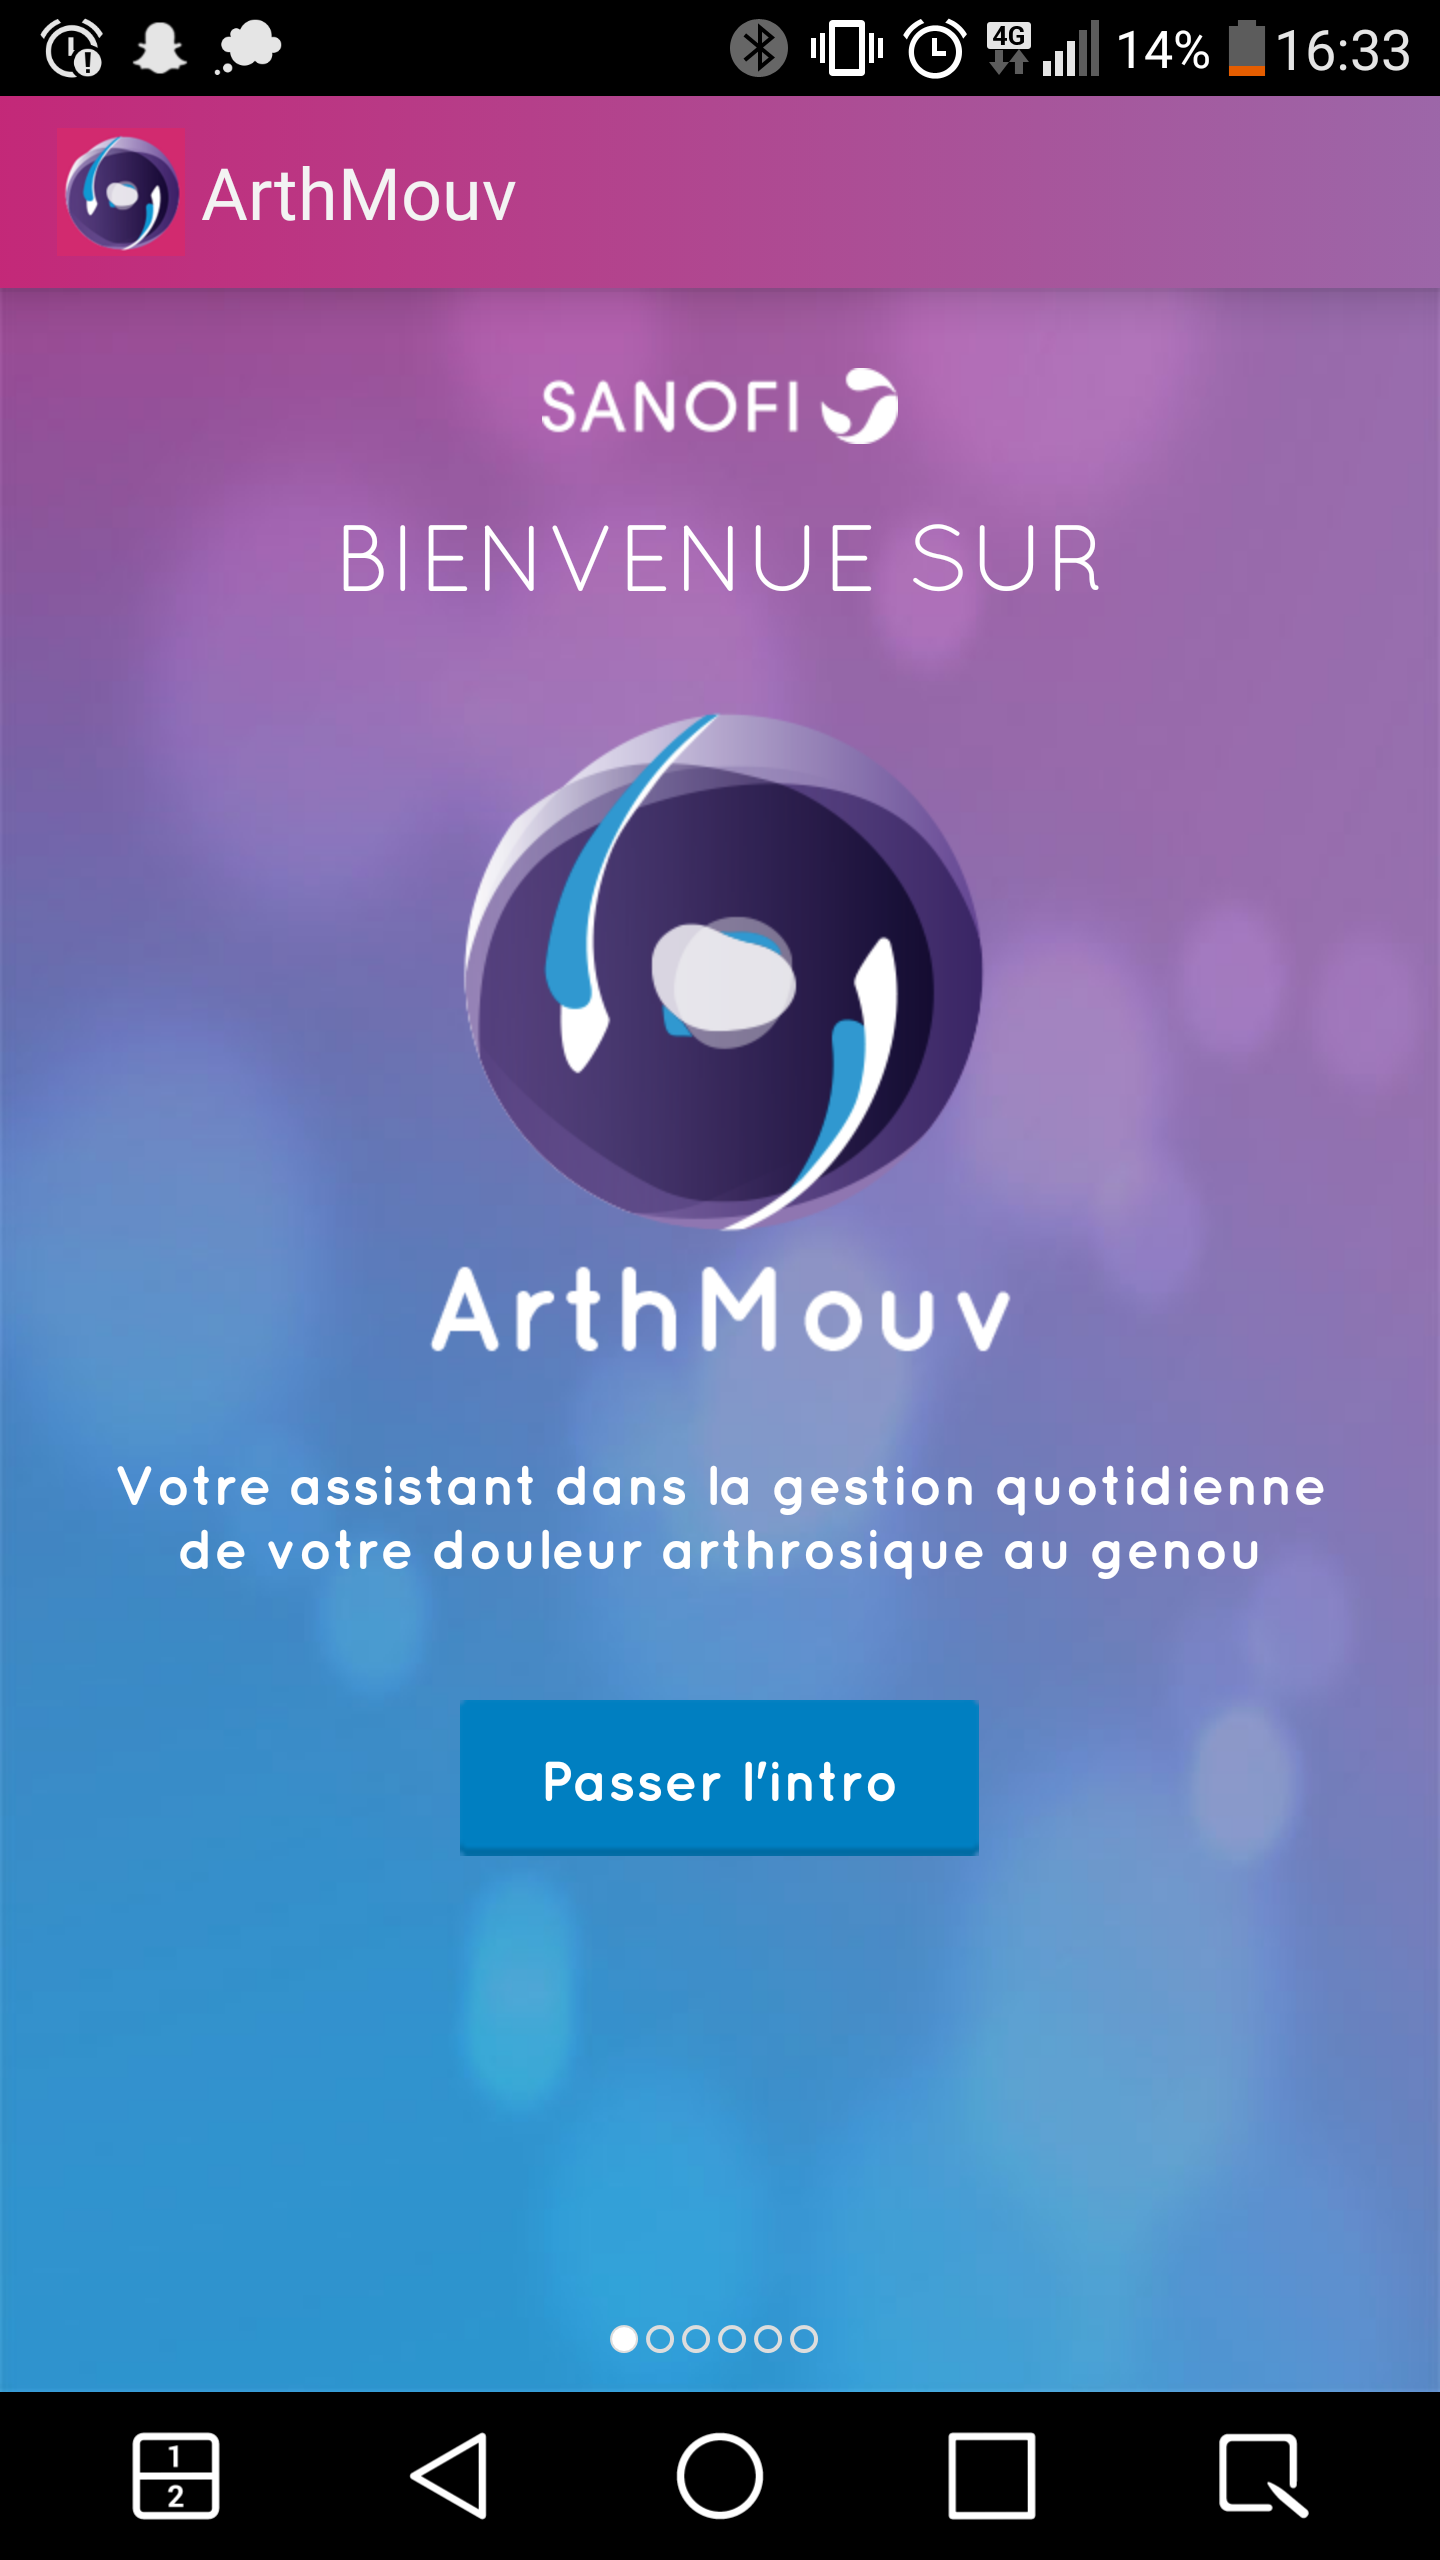 4G 14% 16:33
ArthMouv
SANOFI
BIENVENUE SUR
ArthMouv
Votre assistant dans la gestion quotidienne
de votre douleur arthrosique au genou
Passer l'intro
1
2